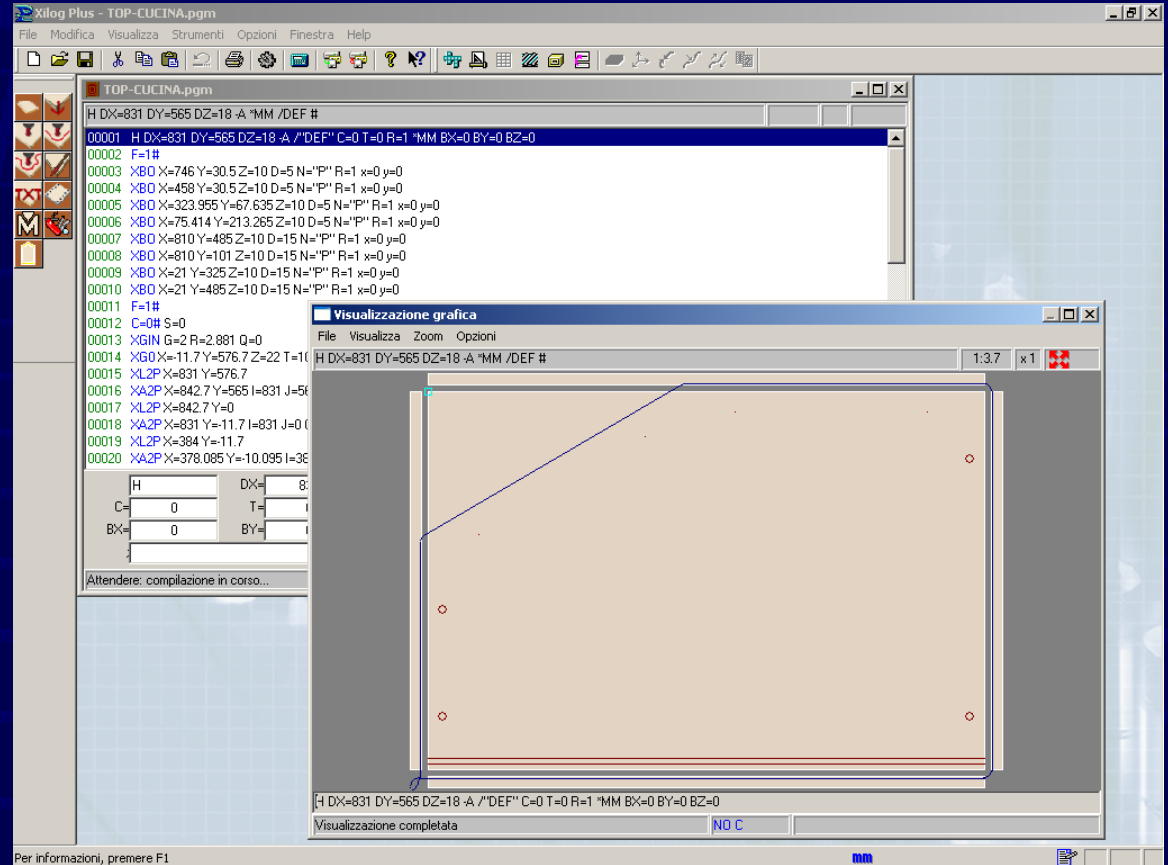 Xilog Plus - TOP-CUCINA.pgm
File Modifica Visualizza Strumenti Opzioni Finestra Help
TOP-CUCINA.pgm
H DX=831 DY=565 DZ=18 -A *MM /DEF #
00001 H DX=831 DY=565 DZ=18 -A /"DEF" C=0 T=0 R=1 *MM BX=0 BY=0 BZ=0
00002 F=1#
00003 XBO X=746 Y=30.5 Z=10 D=5 N="P" R=1 x=0 y=0
00004 XBO X=458 Y=30.5 Z=10 D=5 N="P" R=1 x=0 y=0
00005 XBO X=323.955 Y=67.635 Z=10 D=5 N="P" R=1 x=0 y=0
00006 XBO X=75.414 Y=213.265 Z=10 D=5 N="P" R=1 x=0 y=0
00007 XBO X=810 Y=485 Z=10 D=15 N="P" R=1 x=0 y=0
00008 XBO X=810 Y=101 Z=10 D=15 N="P" R=1 x=0 y=0
00009 XBO X=21 Y=325 Z=10 D=15 N="P" R=1 x=0 y=0
00010 XBO X=21 Y=485 Z=10 D=15 N="P" R=1 x=0 y=0
00011 F=1#
00012 C=0# S=0
00013 XGIN G=2 R=2.881 Q=0
00014 XG0 X=-11.7 Y=576.7 Z=22
00015 XL2P X=831 Y=576.7
00016 XA2P X=842.7 Y=565 I=831
00017 XL2P X=842.7 Y=0
00018 XA2P X=831 Y=-11.7 I=831 J=0
00019 XL2P X=384 Y=-11.7
00020 XA2P X=378.085 Y=-10.095
H DX=
C= 0 T=
BX= 0 BY=
;
Attendere: compilazione in corso...
Visualizzazione grafica
File Visualizza Zoom Opzioni
H DX=831 DY=565 DZ=18 -A *MM /DEF # 1:3.7 x 1
H DX=831 DY=565 DZ=18 -A /"DEF" C=0 T=0 R=1 *MM BX=0 BY=0 BZ=0
Visualizzazione completata NO C
Per informazioni, premere F1 mm
TXT
M